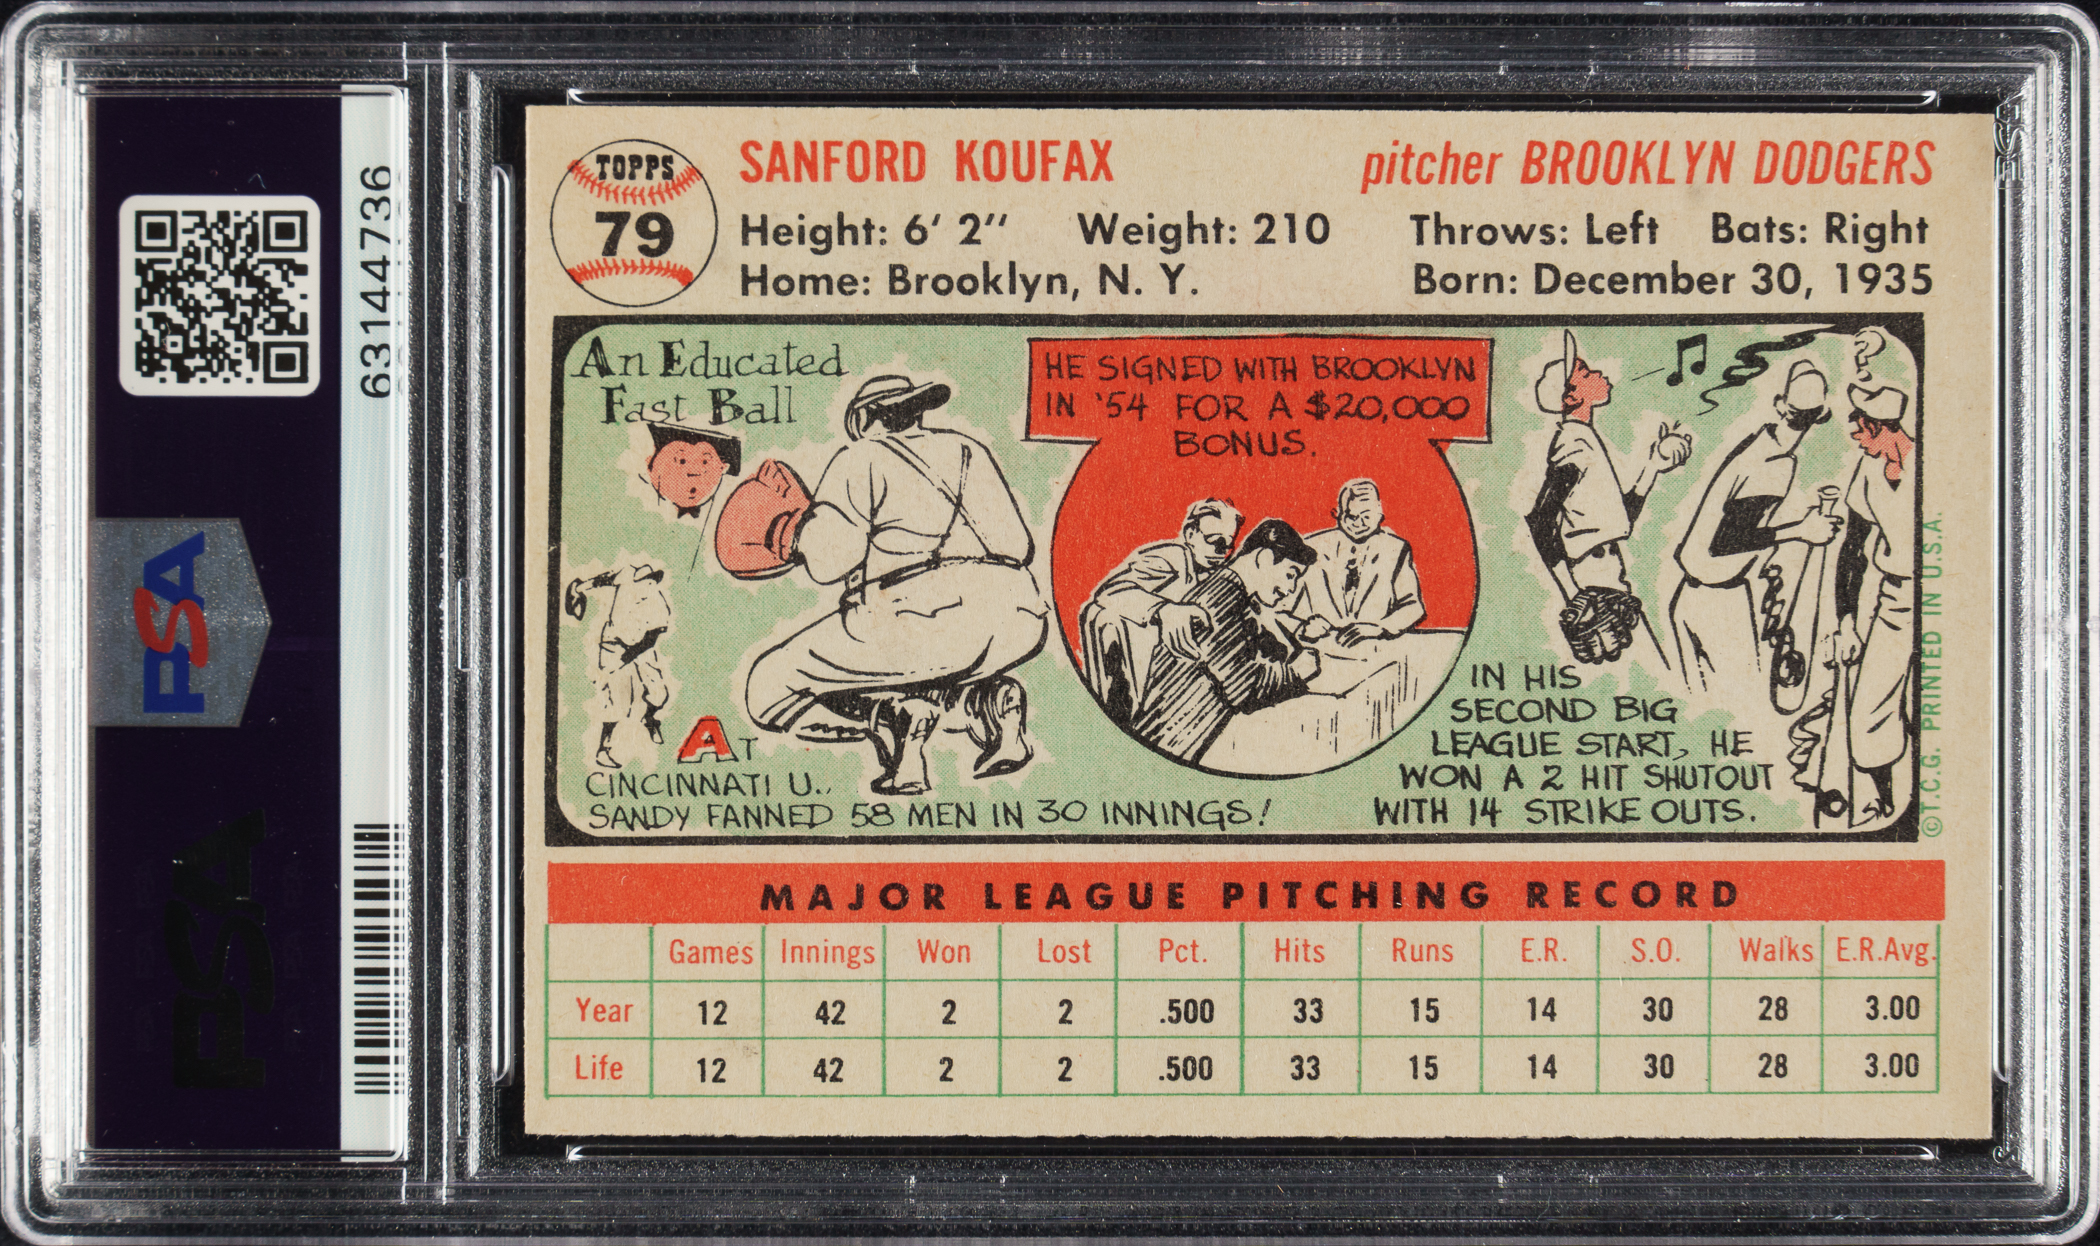 63144736
PSA
PSA
TOPPS
79
SANFORD KOUFAX
pitcher BROOKLYN DODGERS
Height: 6' 2" Weight: 210 Throws: Left Bats: Right
Home: Brooklyn, N. Y. Born: December 30, 1935
An Educated
Fast Ball
AT
CINCINNATI U.,
SANDY FANNED 58 MEN IN 30 INNINGS!
HE SIGNED WITH BROOKLYN
IN '54 FOR A $20,000
BONUS.
IN HIS
SECOND BIG
LEAGUE START, HE
WON A 2 HIT SHUTOUT
WITH 14 STRIKE OUTS.
©T.C.G. PRINTED IN U.S.A.
MAJOR LEAGUE PITCHING RECORD
Games Innings Won Lost Pct. Hits Runs E.R. S.O. Walks E.R.Avg.
Year 12 42 2 2 .500 33 15 14 30 28 3.00
Life 12 42 2 2 .500 33 15 14 30 28 3.00